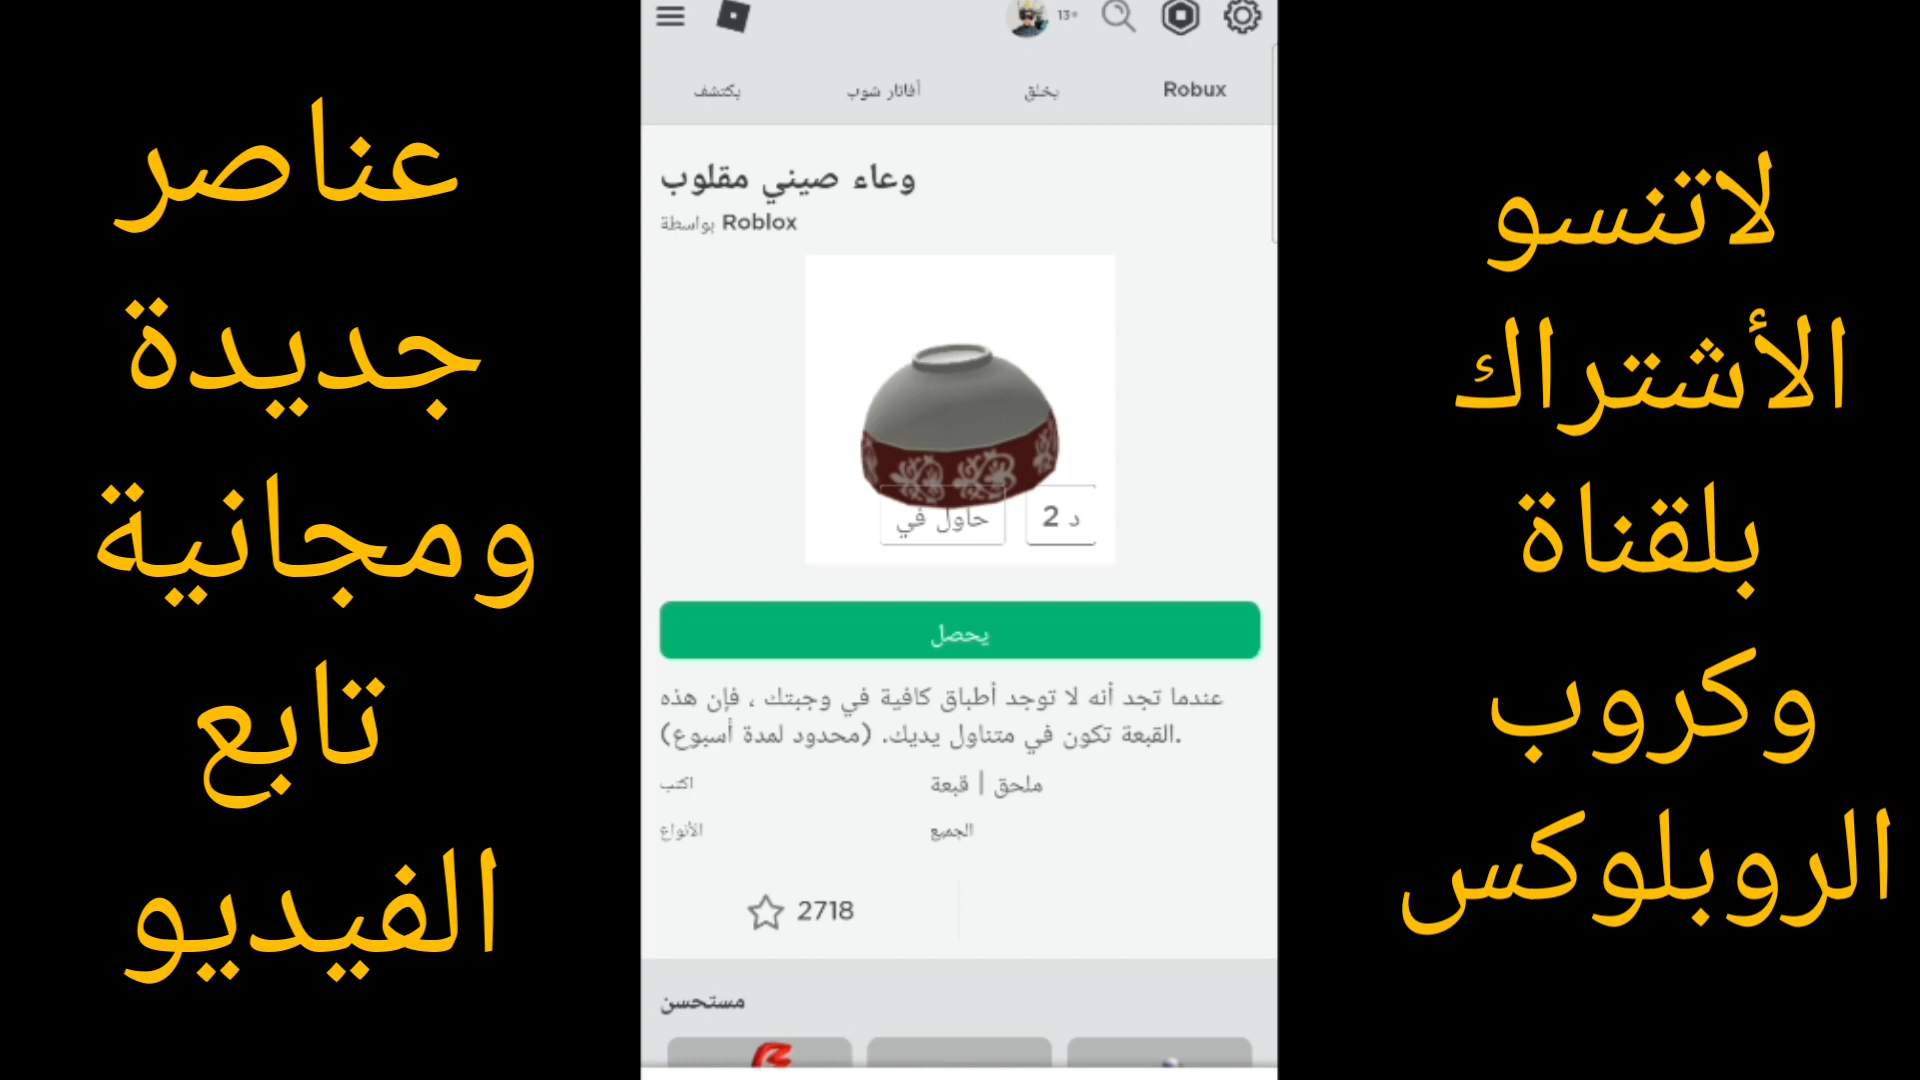 عناصر
جديدة
ومجانية
تابع
الفيديو
13+
يكتشف
أفاتار شوب
يخلق
Robux
وعاء صيني مقلوب
بواسطة Roblox
حاول في
2 د
يحصل
عندما تجد أنه لا توجد أطباق كافية في وجبتك ، فإن هذه
القبعة تكون في متناول يديك. (محدود لمدة أسبوع).
اكتب
ملحق | قبعة
الأنواع
الجميع
2718
مستحسن
لاتنسو
الأشتراك
بلقناة
وكروب
الروبلوكس